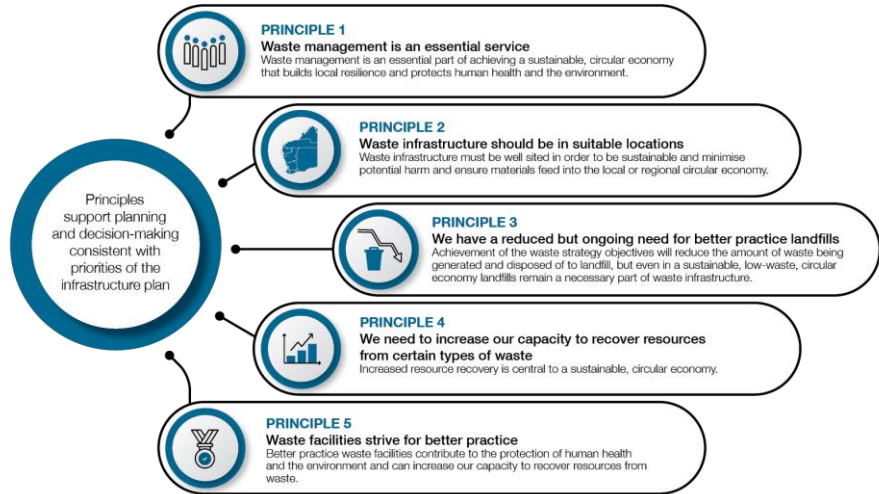 PRINCIPLE 1
Waste management is an essential service
Waste management is an essential part of achieving a sustainable, circular economy
that builds local resilience and protects human health and the environment.
PRINCIPLE 2
Waste infrastructure should be in suitable locations
Waste infrastructure must be well sited in order to be sustainable and minimise
potential harm and ensure materials feed into the local or regional circular economy.
Principles
support planning
and decision-making
consistent with
priorities of the
infrastructure plan
PRINCIPLE 3
We have a reduced but ongoing need for better practice landfills
Achievement of the waste strategy objectives will reduce the amount of waste being
generated and disposed of to landfill, but even in a sustainable, low-waste, circular
economy landfills remain a necessary part of waste infrastructure.
PRINCIPLE 4
We need to increase our capacity to recover resources
from certain types of waste
Increased resource recovery is central to a sustainable, circular economy.
PRINCIPLE 5
Waste facilities strive for better practice
Better practice waste facilities contribute to the protection of human health
and the environment and can increase our capacity to recover resources from
waste.